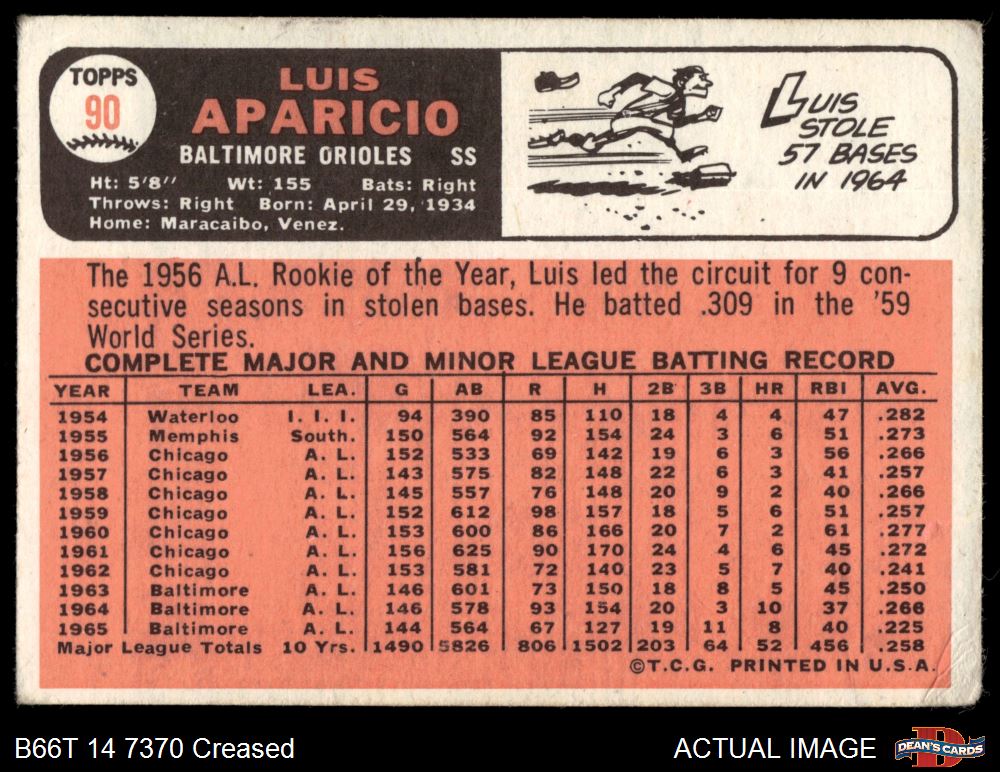 TOPPS
90
LUIS
APARICIO
BALTIMORE ORIOLES SS
Ht: 5'8'' Wt: 155 Bats: Right
Throws: Right Born: April 29, 1934
Home: Maracaibo, Venez.
LUIS
STOLE
57 BASES
IN 1964
The 1956 A.L. Rookie of the Year, Luis led the circuit for 9 con-
secutive seasons in stolen bases. He batted .309 in the '59
World Series.
COMPLETE MAJOR AND MINOR LEAGUE BATTING RECORD
YEAR TEAM LEA. G AB R H 2B 3B HR RBI AVG.
1954 Waterloo I. I. I. 94 390 85 110 18 4 4 47 .282
1955 Memphis South. 150 564 92 154 24 3 6 51 .273
1956 Chicago A. L. 152 533 69 142 19 6 3 56 .266
1957 Chicago A. L. 143 575 82 148 22 6 3 41 .257
1958 Chicago A. L. 145 557 76 148 20 9 2 40 .266
1959 Chicago A. L. 152 612 98 157 18 5 6 51 .257
1960 Chicago A. L. 153 600 86 166 20 7 2 61 .277
1961 Chicago A. L. 156 625 90 170 24 4 6 45 .272
1962 Chicago A. L. 153 581 72 140 23 5 7 40 .241
1963 Baltimore A. L. 146 601 73 150 18 8 5 45 .250
1964 Baltimore A. L. 146 578 93 154 20 3 10 37 .266
1965 Baltimore A. L. 144 564 67 127 19 11 8 40 .225
Major League Totals 10 Yrs. 1490 5826 806 1502 203 64 52 456 .258
©T.C.G. PRINTED IN U.S.A.
B66T 14 7370 Creased
ACTUAL IMAGE
DEAN'S CARDS